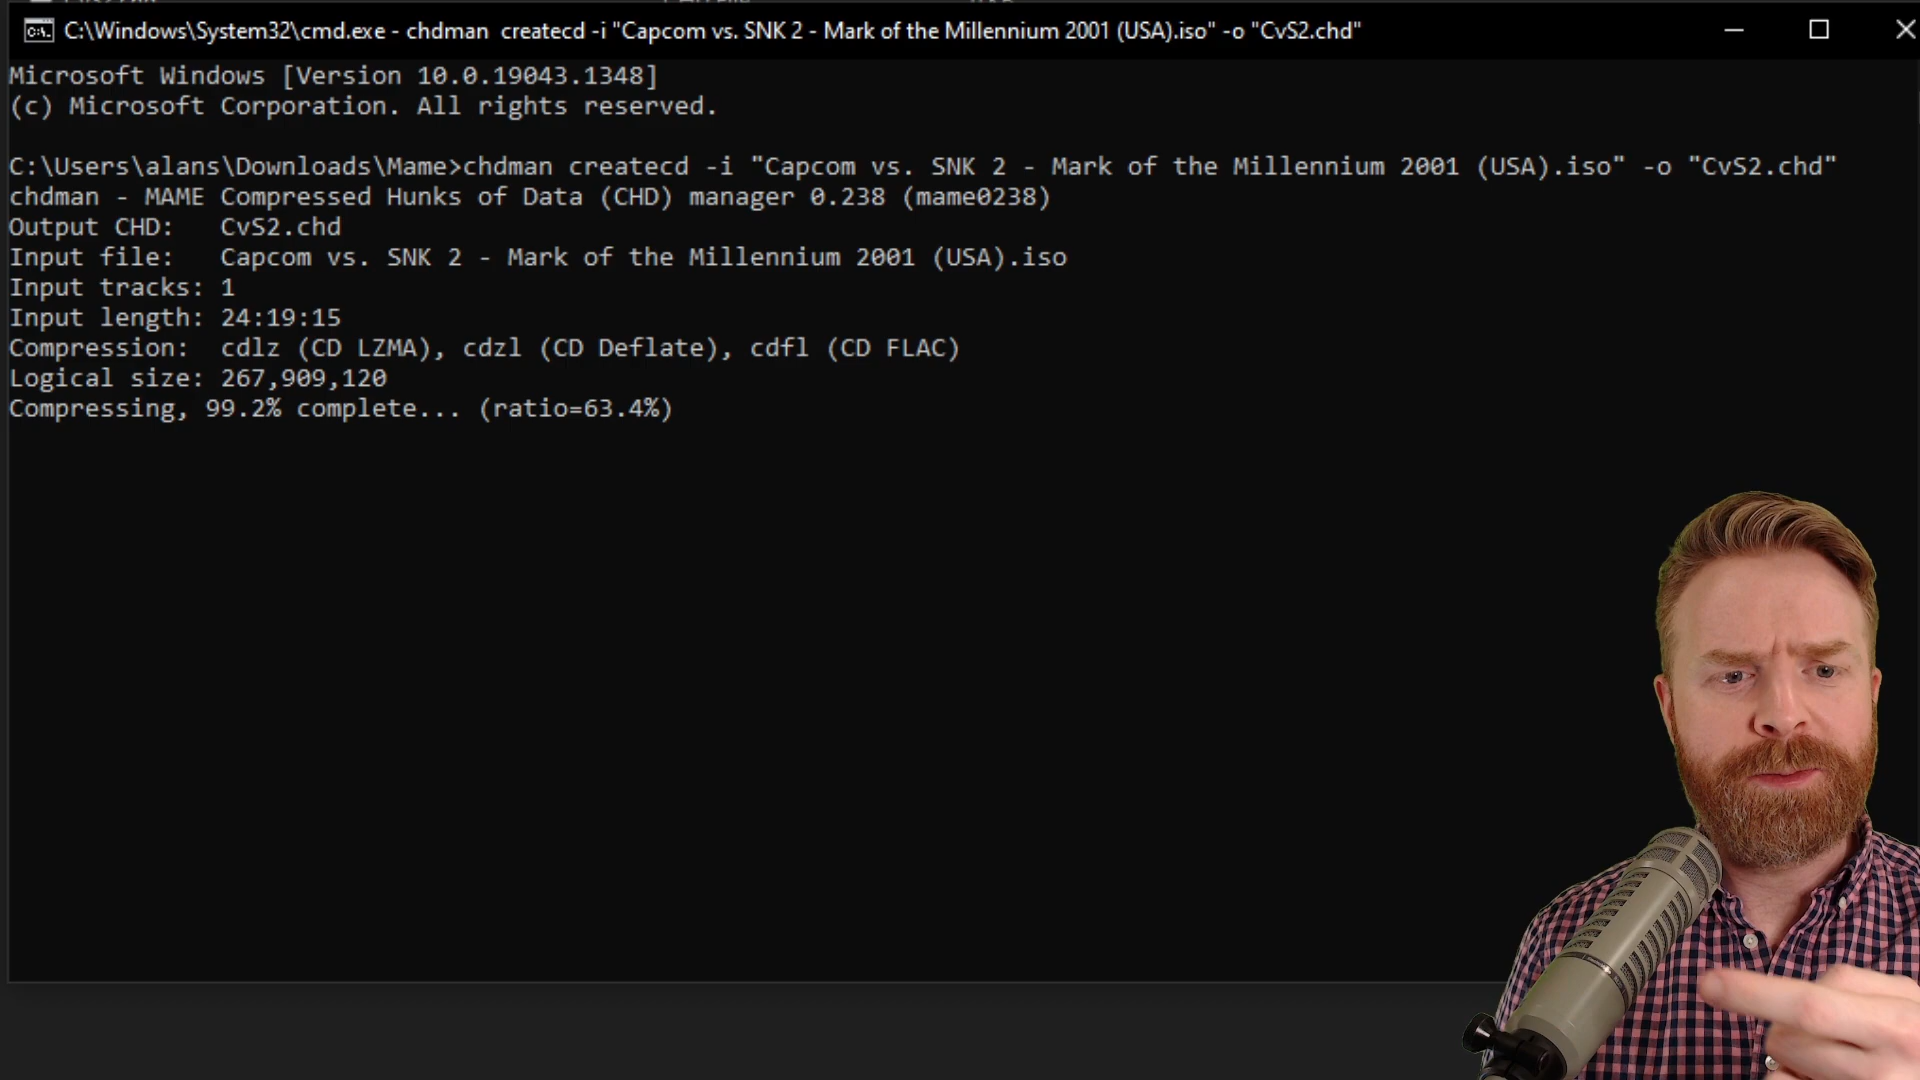 C:\Windows\System32\cmd.exe - chdman  createcd -i "Capcom vs. SNK 2 - Mark of the Millennium 2001 (USA).iso" -o "CvS2.chd"
Microsoft Windows [Version 10.0.19043.1348]
(c) Microsoft Corporation. All rights reserved.
C:\Users\alans\Downloads\Mame>chdman createcd -i "Capcom vs. SNK 2 - Mark of the Millennium 2001 (USA).iso" -o "CvS2.chd"
chdman - MAME Compressed Hunks of Data (CHD) manager 0.238 (mame0238)
Output CHD:   CvS2.chd
Input file:   Capcom vs. SNK 2 - Mark of the Millennium 2001 (USA).iso
Input tracks: 1
Input length: 24:19:15
Compression:  cdlz (CD LZMA), cdzl (CD Deflate), cdfl (CD FLAC)
Logical size: 267,909,120
Compressing, 99.2% complete... (ratio=63.4%)